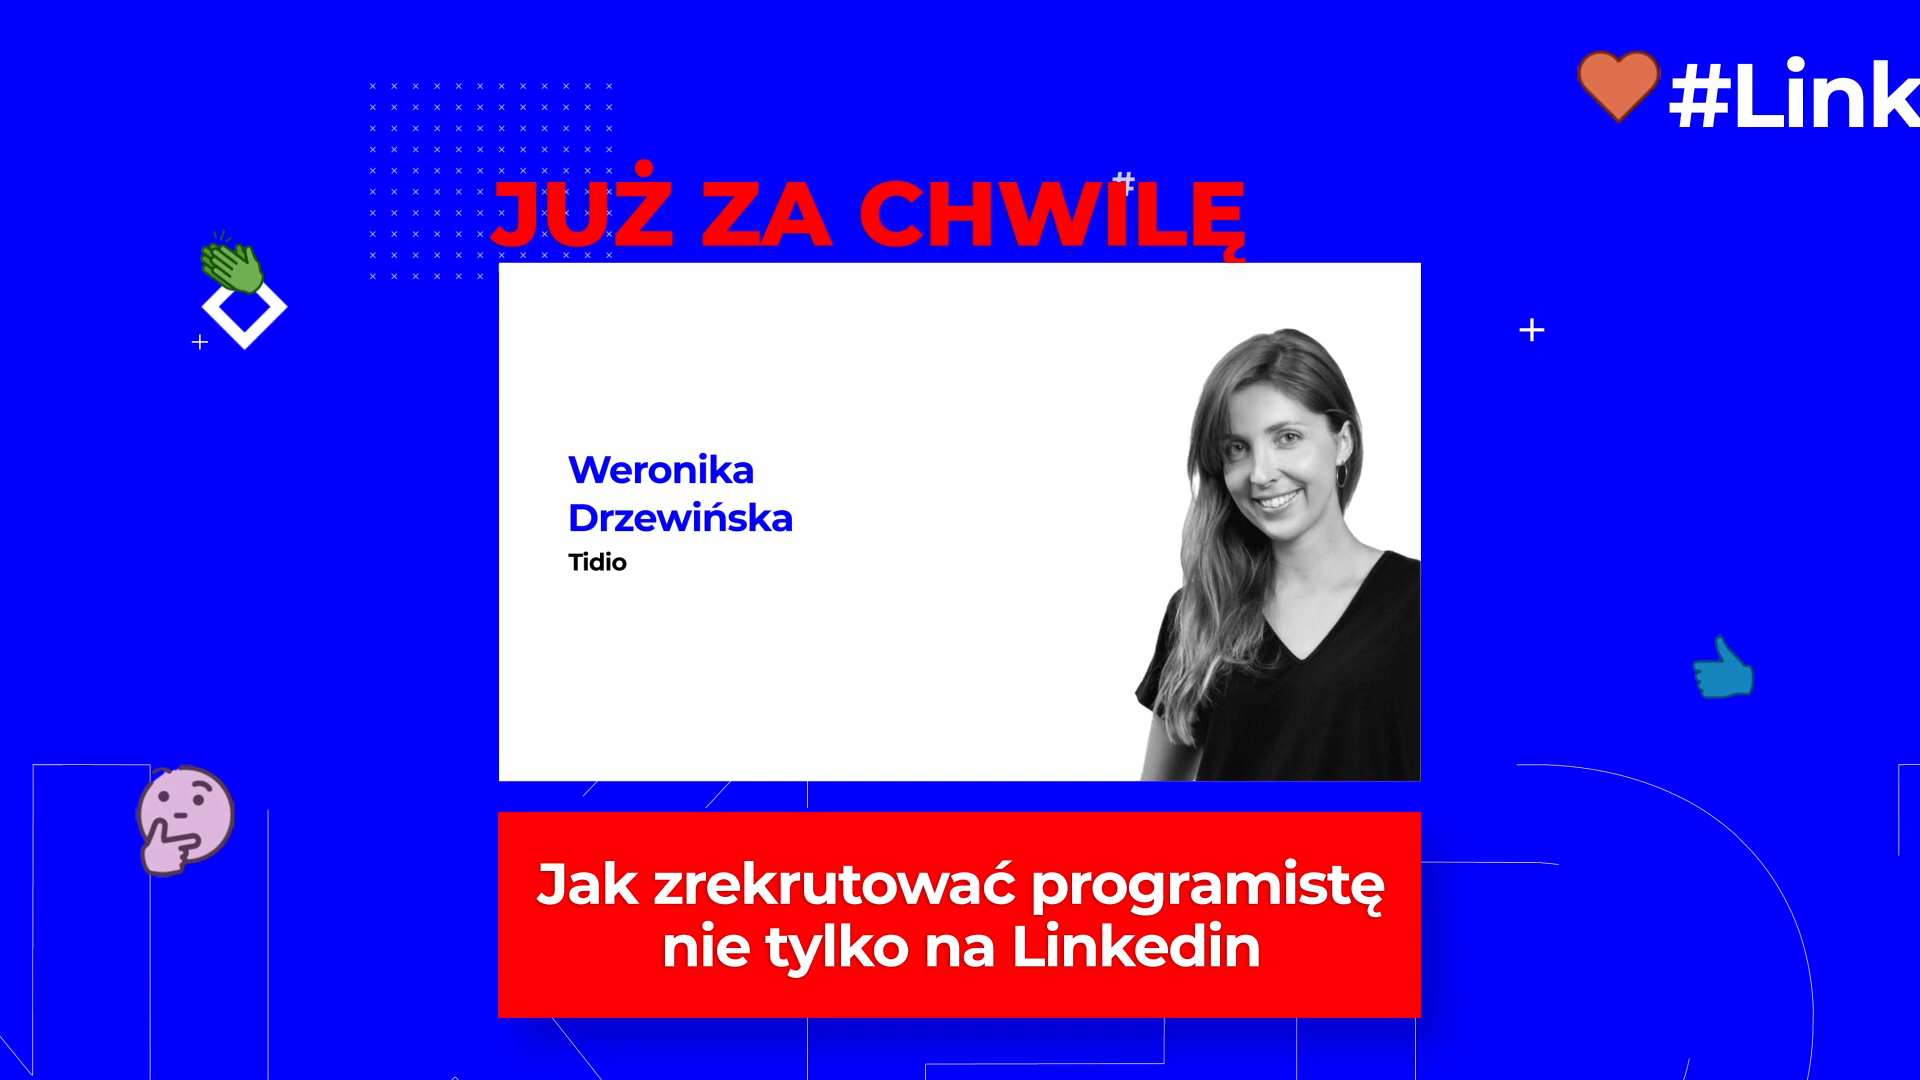 #Link
JUŻ ZA CHWILĘ
#
Weronika
Drzewińska
Tidio
Jak zrekrutować programistę
nie tylko na Linkedin